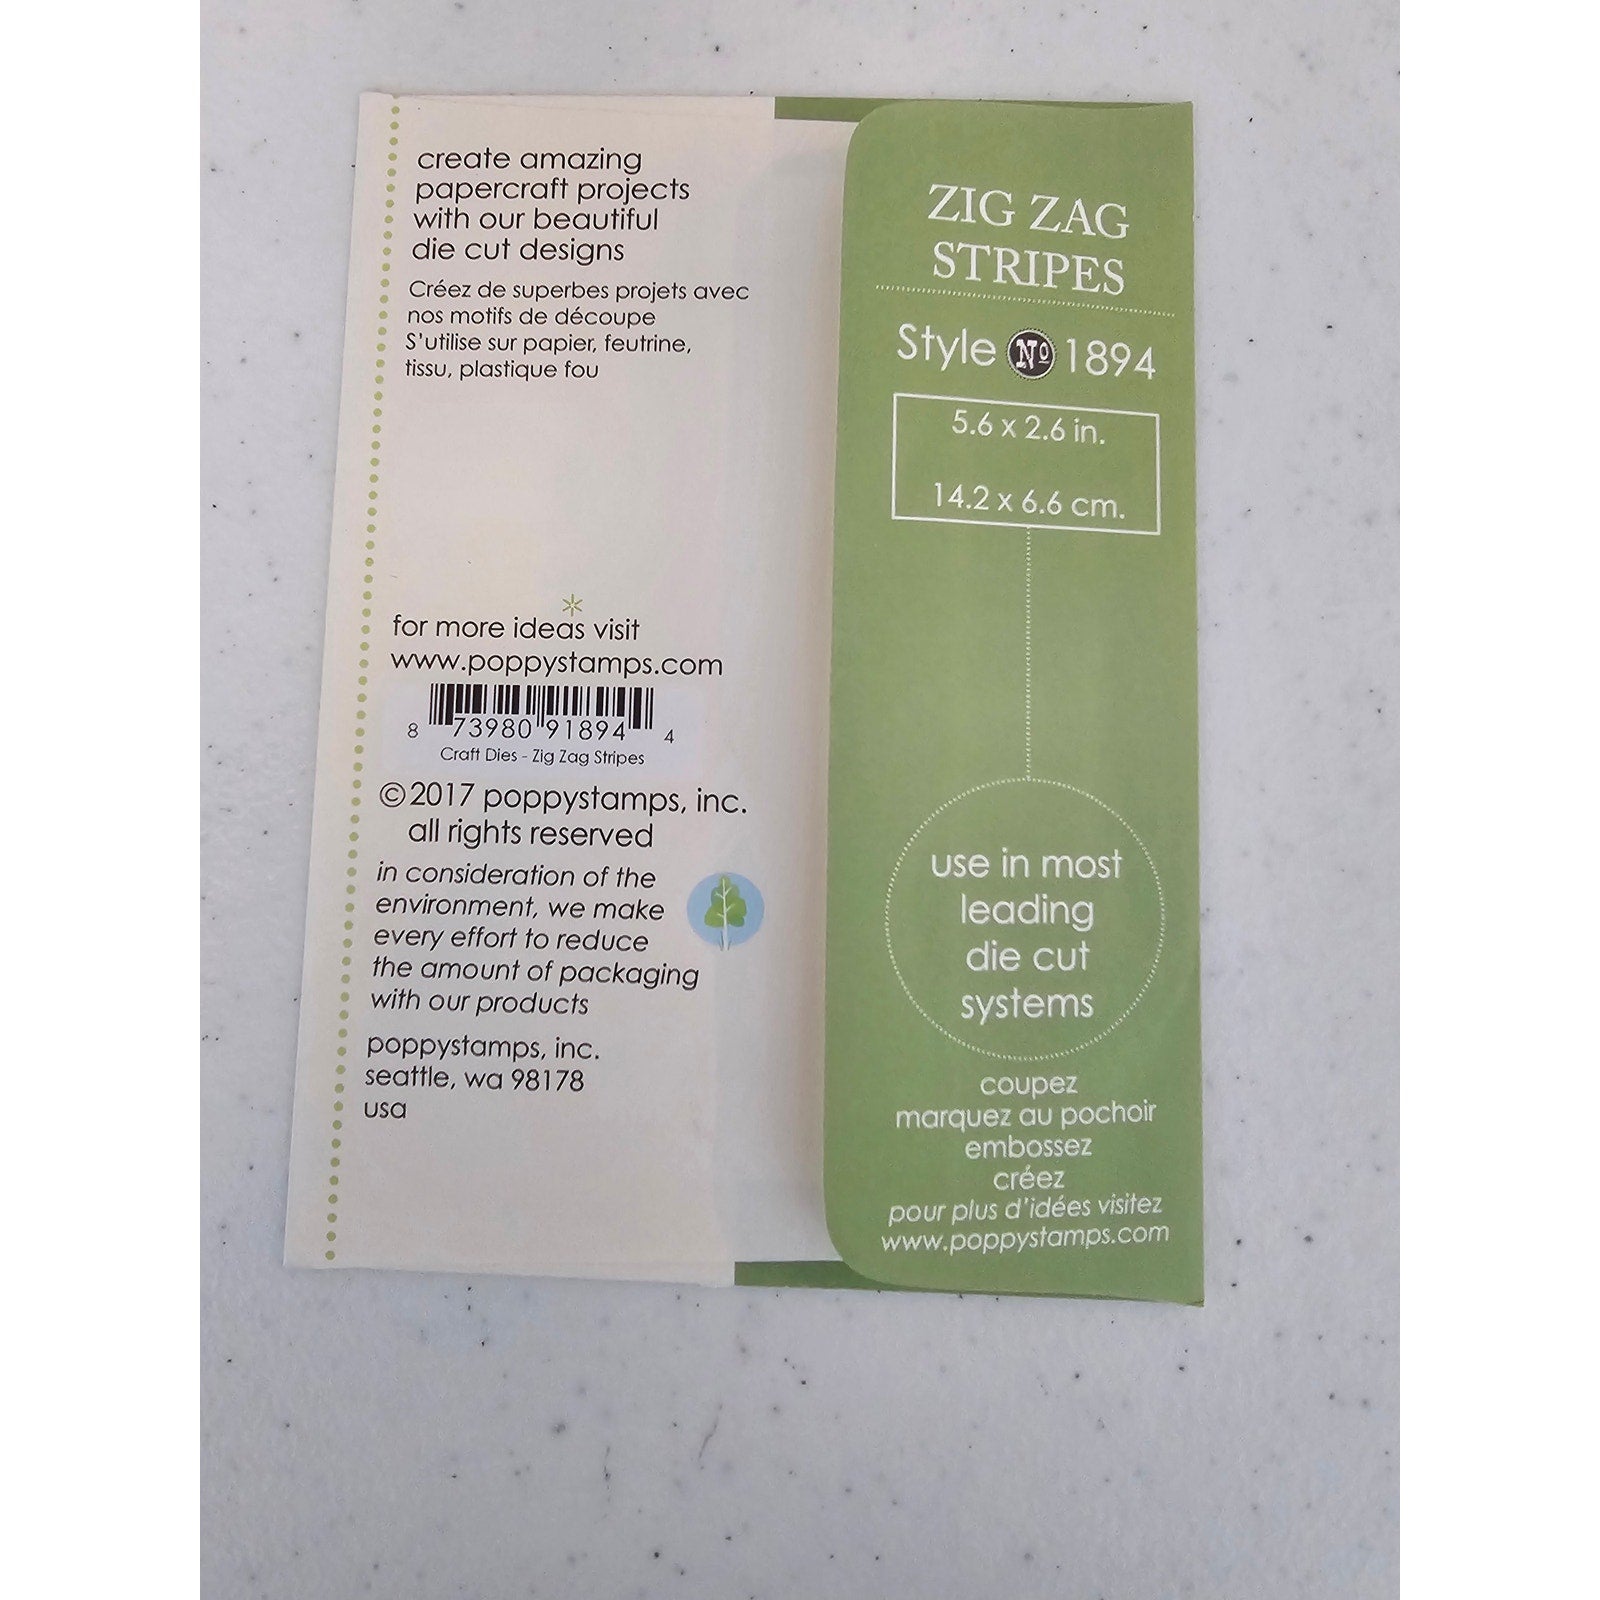 create amazing
papercraft projects
with our beautiful
die cut designs
Créez de superbes projets avec
nos motifs de découpe
S'utilise sur papier, feutrine,
tissu, plastique fou
for more ideas visit
www.poppystamps.com
8 73980 91894 4
Craft Dies - Zig Zag Stripes
©2017 poppystamps, inc.
all rights reserved
in consideration of the
environment, we make
every effort to reduce
the amount of packaging
with our products
poppystamps, inc.
seattle, wa 98178
usa
ZIG ZAG
STRIPES
Style Nº 1894
5.6 x 2.6 in.
14.2 x 6.6 cm.
use in most
leading
die cut
systems
coupez
marquez au pochoir
embossez
créez
pour plus d'idées visitez
www.poppystamps.com